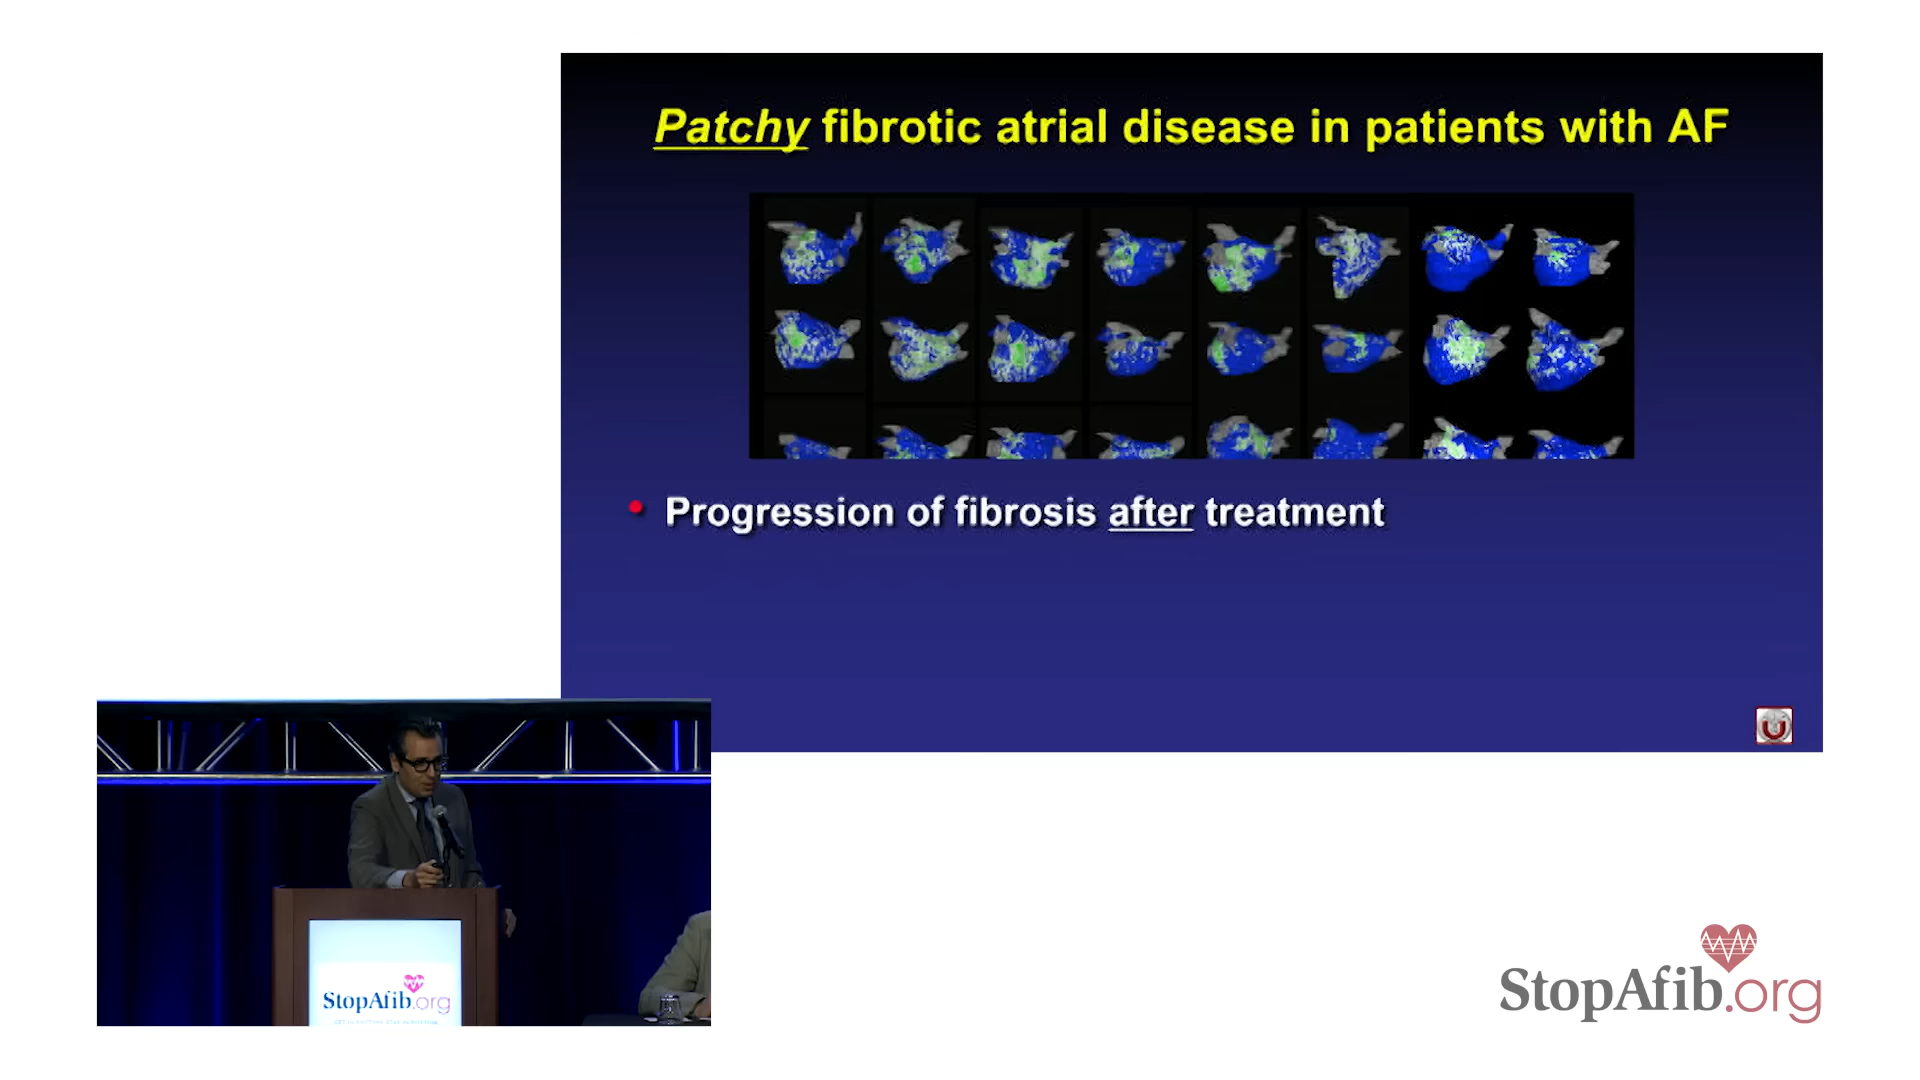 Patchy fibrotic atrial disease in patients with AF
• Progression of fibrosis after treatment
U
StopAfib.org
StopAfib.org